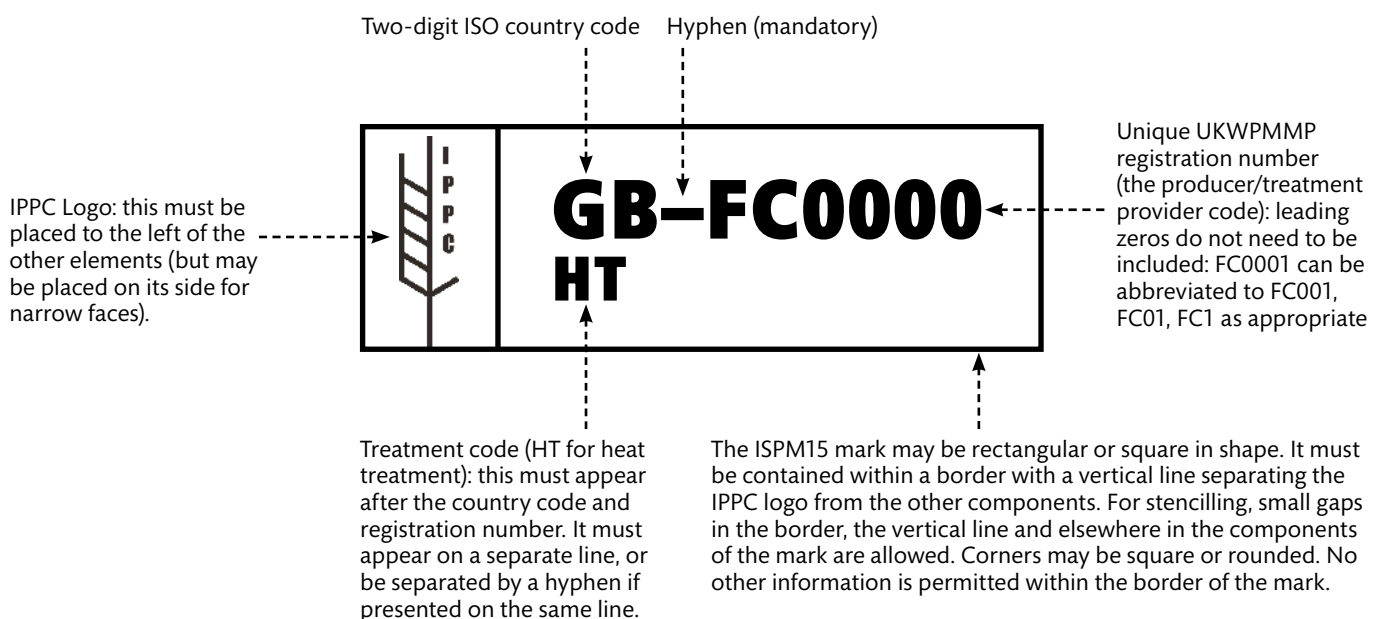 Two-digit ISO country code
Hyphen (mandatory)
IPPC Logo: this must be
placed to the left of the
other elements (but may
be placed on its side for
narrow faces).
I
P
P
C
GB–FC0000
HT
Unique UKWPMMP
registration number
(the producer/treatment
provider code): leading
zeros do not need to be
included: FC0001 can be
abbreviated to FC001,
FC01, FC1 as appropriate
Treatment code (HT for heat
treatment): this must appear
after the country code and
registration number. It must
appear on a separate line, or
be separated by a hyphen if
presented on the same line.
The ISPM15 mark may be rectangular or square in shape. It must
be contained within a border with a vertical line separating the
IPPC logo from the other components. For stencilling, small gaps
in the border, the vertical line and elsewhere in the components
of the mark are allowed. Corners may be square or rounded. No
other information is permitted within the border of the mark.